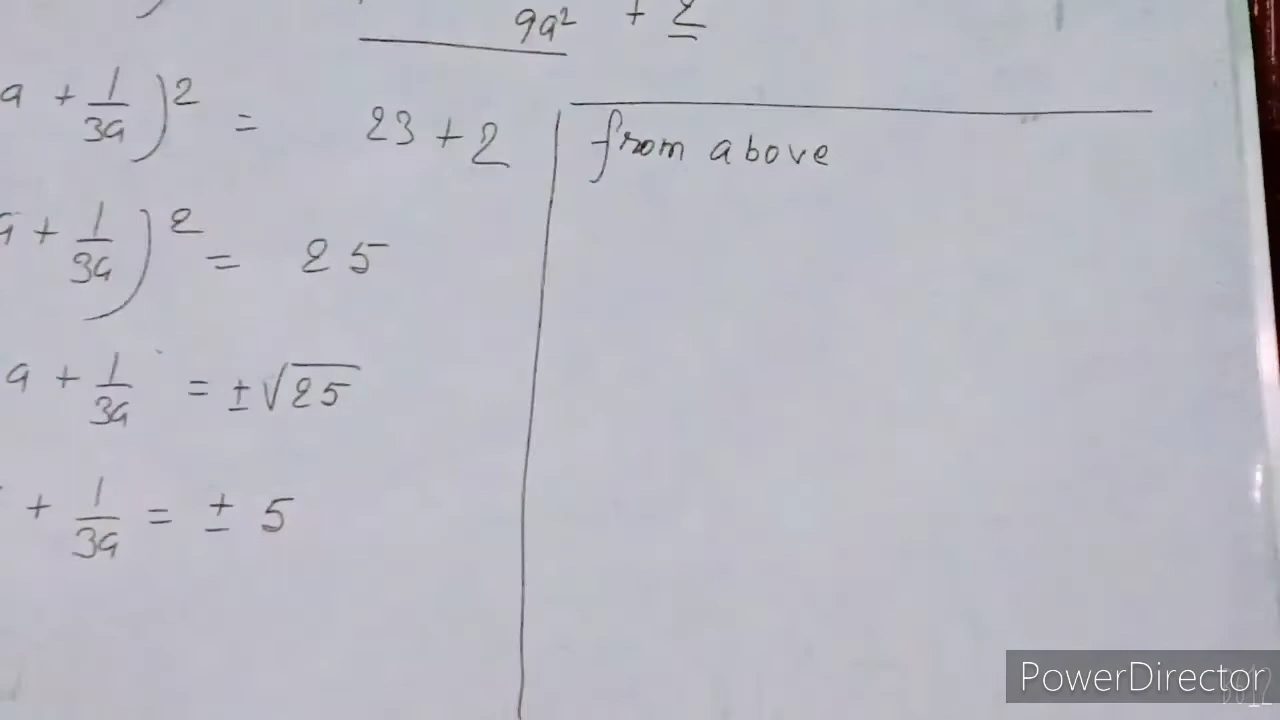 9a² + 2
a + 1/3a )² = 23 + 2
a + 1/3a )² = 25
a + 1/3a = ± √25
+ 1/3a = ± 5
from above
PowerDirector